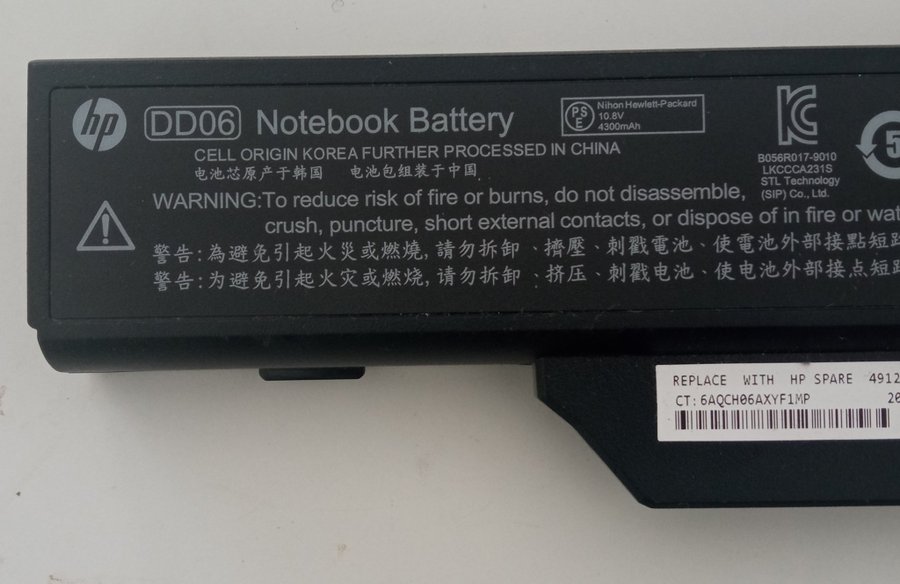 hp DD06 Notebook Battery
PS E
Nihon Hewlett-Packard
10.8V
4300mAh
B056R017-9010
LKCCCA231S
STL Technology
(SIP) Co., Ltd.
5
CELL ORIGIN KOREA FURTHER PROCESSED IN CHINA
电池芯原产于韩国 电池包组装于中国
WARNING:To reduce risk of fire or burns, do not disassemble,
crush, puncture, short external contacts, or dispose of in fire or wat
警告:為避免引起火災或燃燒,請勿拆卸、擠壓、刺戳電池、使電池外部接點短路
警告:为避免引起火灾或燃烧,请勿拆卸、挤压、刺戳电池、使电池外部接点短路
REPLACE WITH HP SPARE 4912
CT:6AQCH06AXYF1MP 20